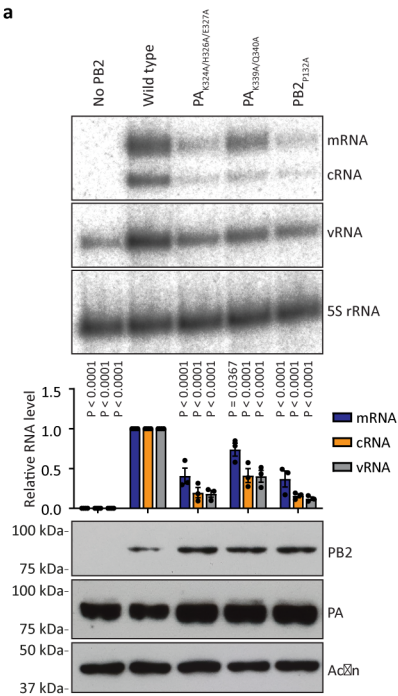 a
No PB2
Wild type
PAK324A/H326A/E327A
PAK339A/Q340A
PB2P132A
mRNA
cRNA
vRNA
5S rRNA
P < 0.0001
P < 0.0001
P < 0.0001
P < 0.0001
P < 0.0001
P < 0.0001
P = 0.0367
P < 0.0001
P < 0.0001
P < 0.0001
P < 0.0001
P < 0.0001
Relative RNA level
1.5
1.0
0.5
0.0
mRNA
cRNA
vRNA
100 kDa-
75 kDa-
PB2
100 kDa-
75 kDa-
PA
50 kDa-
37 kDa-
Ac☒n